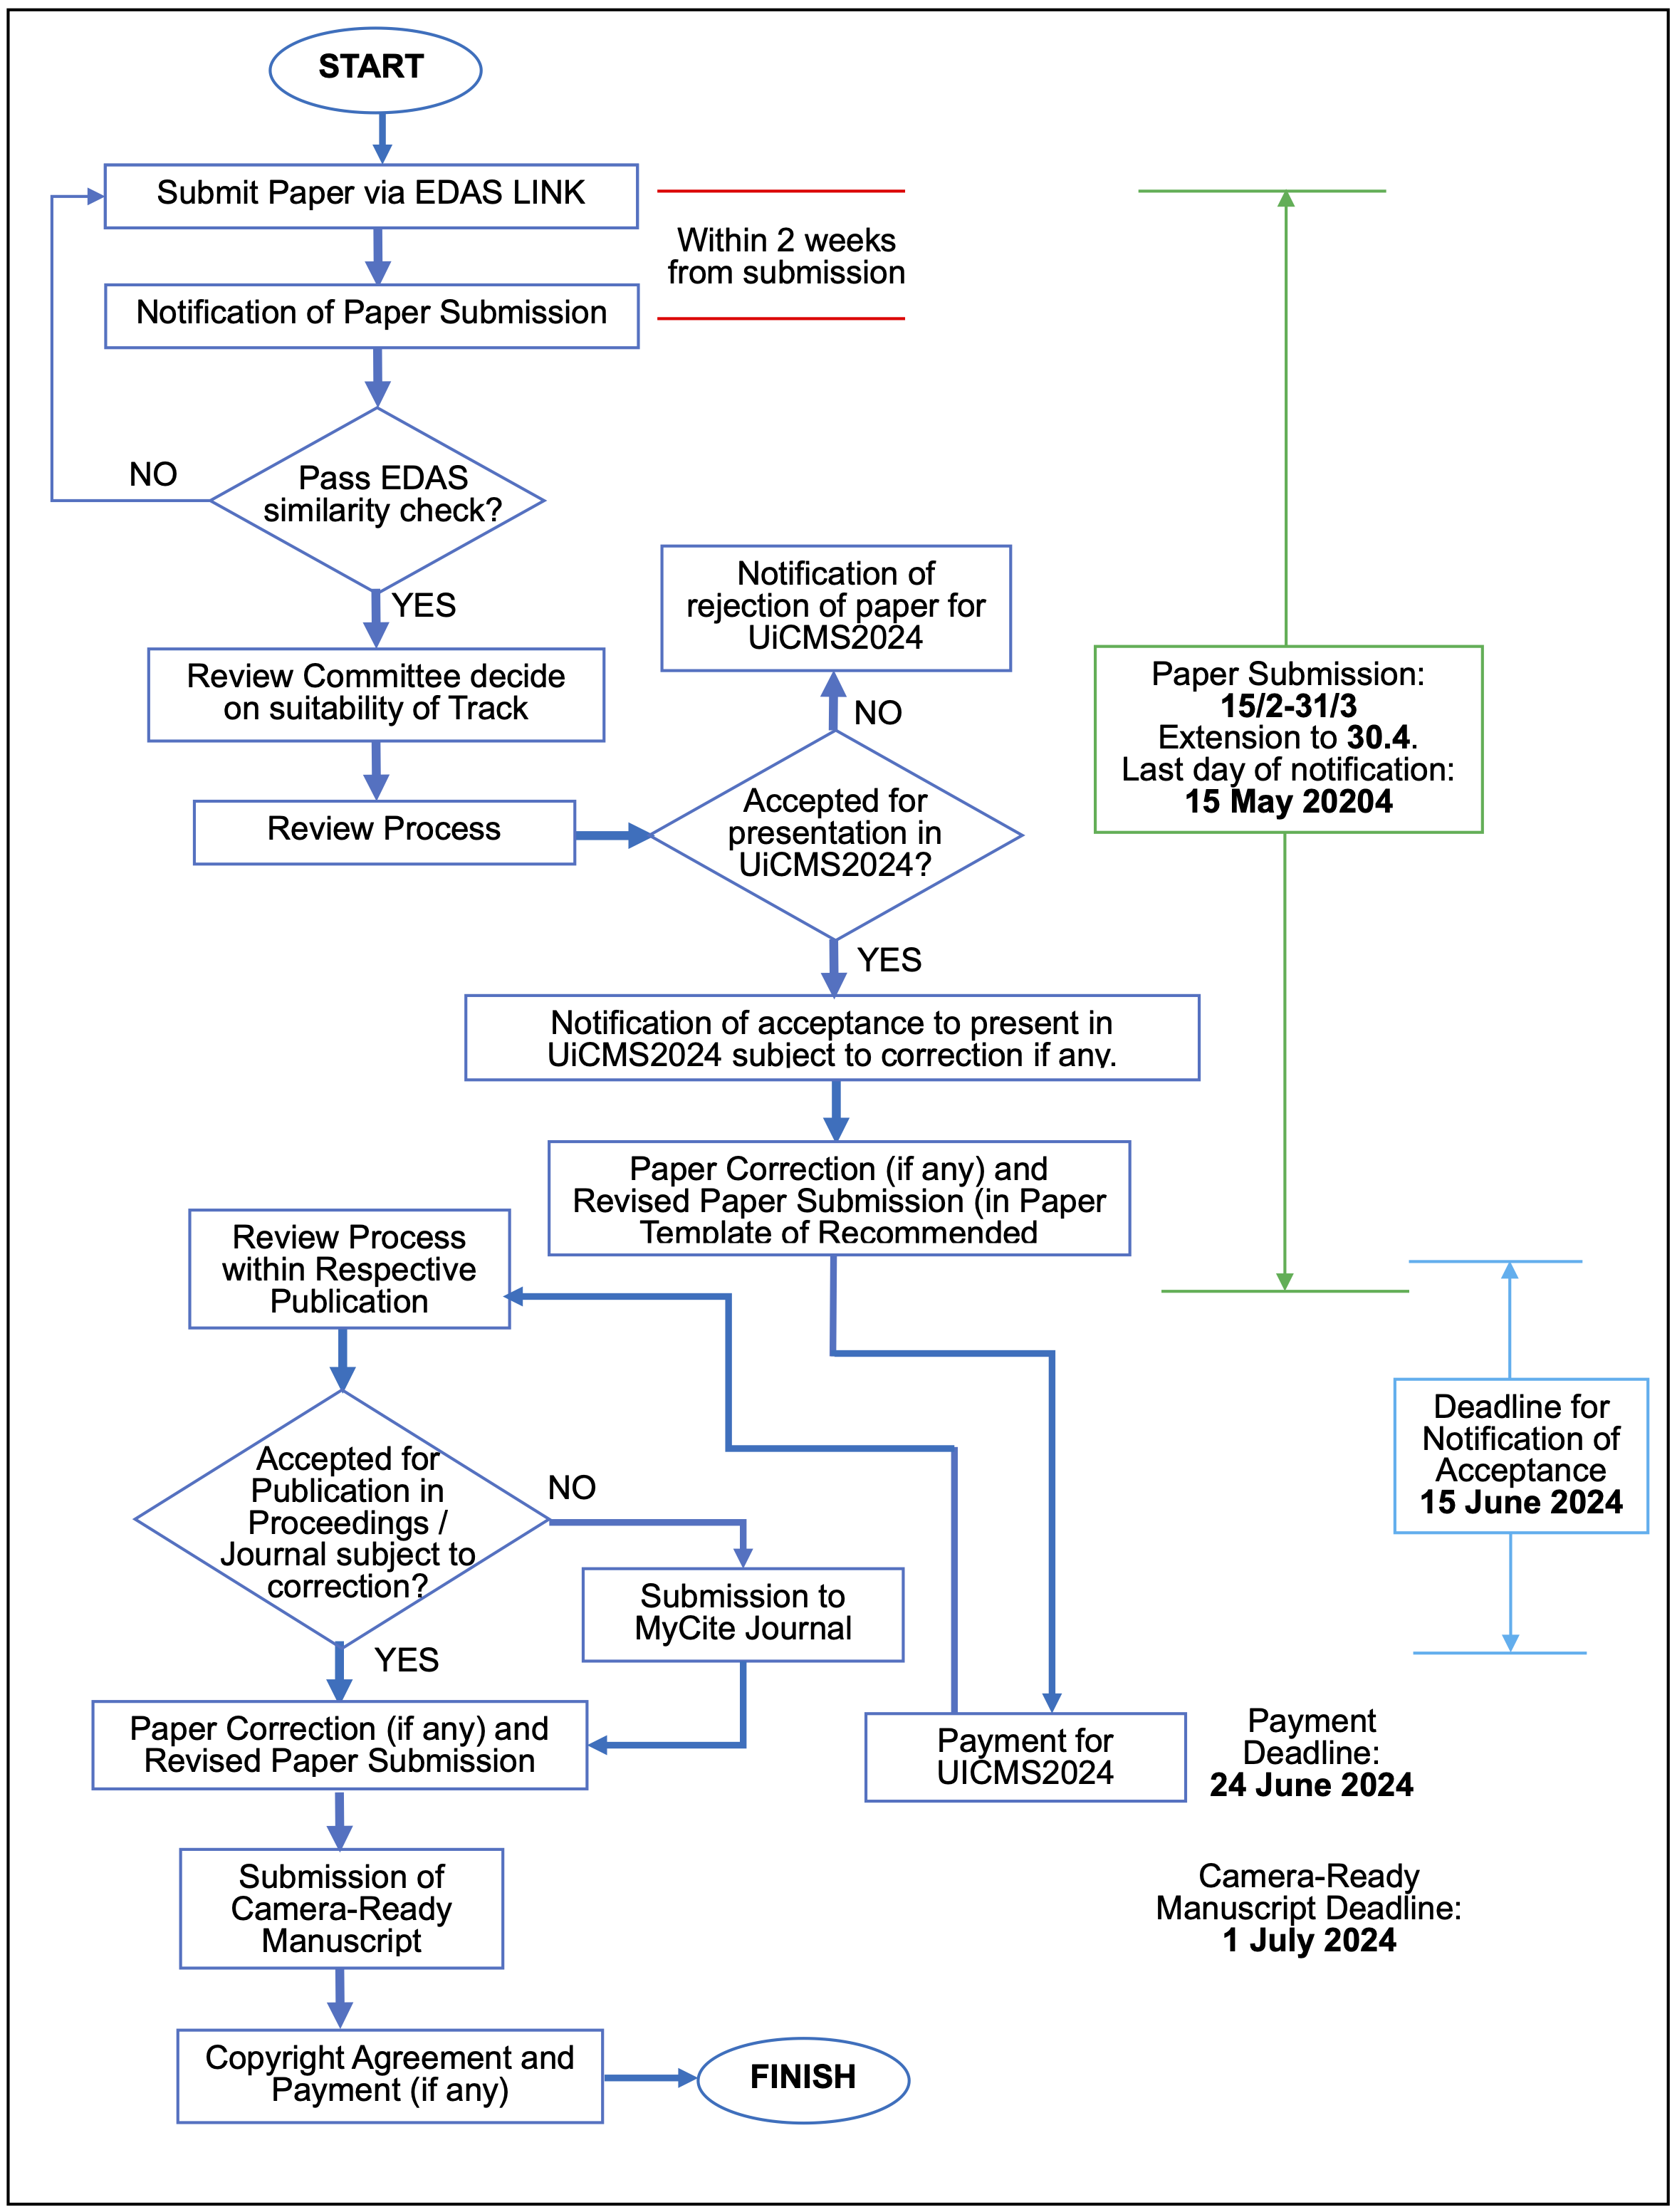 START
Submit Paper via EDAS LINK
Within 2 weeks
from submission
Notification of Paper Submission
Pass EDAS
similarity check?
NO
YES
Review Committee decide
on suitability of Track
Review Process
Accepted for
presentation in
UiCMS2024?
NO
Notification of
rejection of paper for
UiCMS2024
YES
Notification of acceptance to present in
UiCMS2024 subject to correction if any.
Paper Correction (if any) and
Revised Paper Submission (in Paper
Template of Recommended
Paper Submission:
15/2-31/3
Extension to 30.4.
Last day of notification:
15 May 20204
Review Process
within Respective
Publication
Accepted for
Publication in
Proceedings /
Journal subject to
correction?
NO
Submission to
MyCite Journal
YES
Paper Correction (if any) and
Revised Paper Submission
Payment for
UICMS2024
Deadline for
Notification of
Acceptance
15 June 2024
Payment
Deadline:
24 June 2024
Submission of
Camera-Ready
Manuscript
Camera-Ready
Manuscript Deadline:
1 July 2024
Copyright Agreement and
Payment (if any)
FINISH